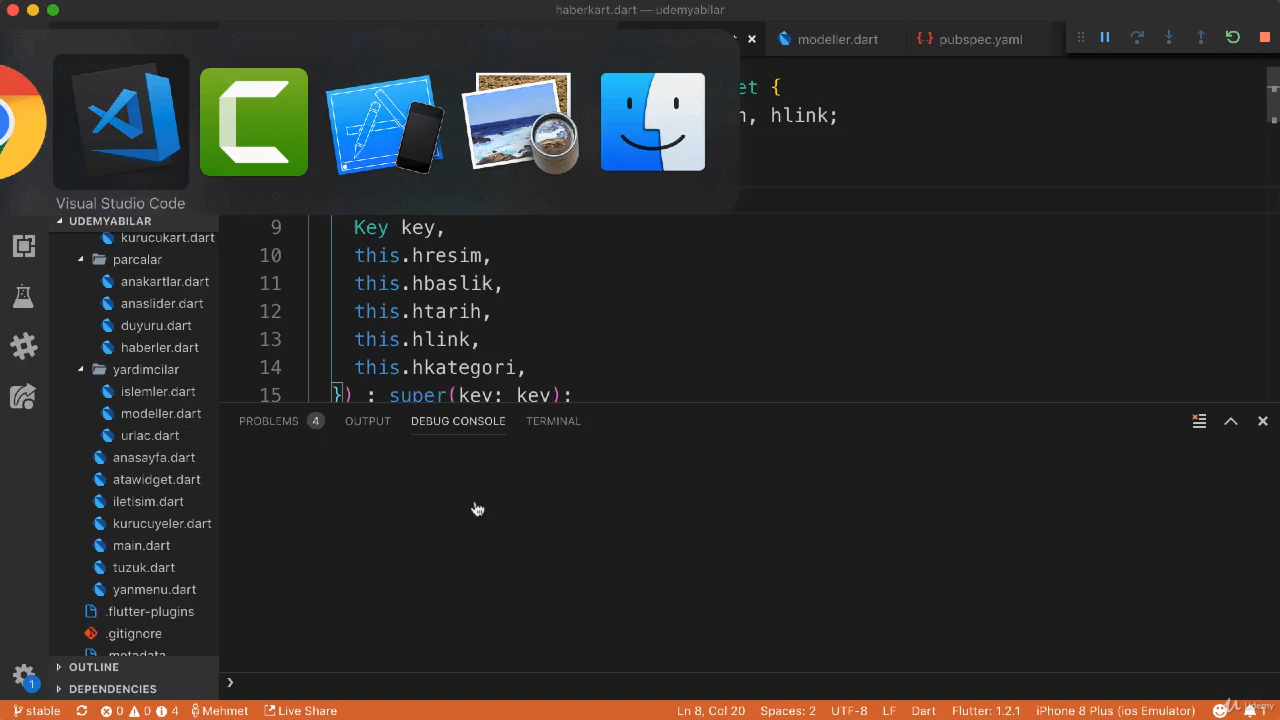 haberkart.dart — udemyabilar
modeller.dart
pubspec.yaml
Visual Studio Code
{
, hlink;
UDEMYABILAR
kurucukart.dart
parcalar
anakartlar.dart
anaslider.dart
duyuru.dart
haberler.dart
yardimcilar
islemler.dart
modeller.dart
urlac.dart
anasayfa.dart
atawidget.dart
iletisim.dart
kurucuyeler.dart
main.dart
tuzuk.dart
yanmenu.dart
.flutter-plugins
.gitignore
.metadata
OUTLINE
DEPENDENCIES
9 Key key,
10 this.hresim,
11 this.hbaslik,
12 this.htarih,
13 this.hlink,
14 this.hkategori,
15 }) : super(key: key);
PROBLEMS 4 OUTPUT DEBUG CONSOLE TERMINAL
1
stable 0 0 4 Mehmet Live Share Ln 8, Col 20 Spaces: 2 UTF-8 LF Dart Flutter: 1.2.1 iPhone 8 Plus (ios Emulator) 1
Udemy